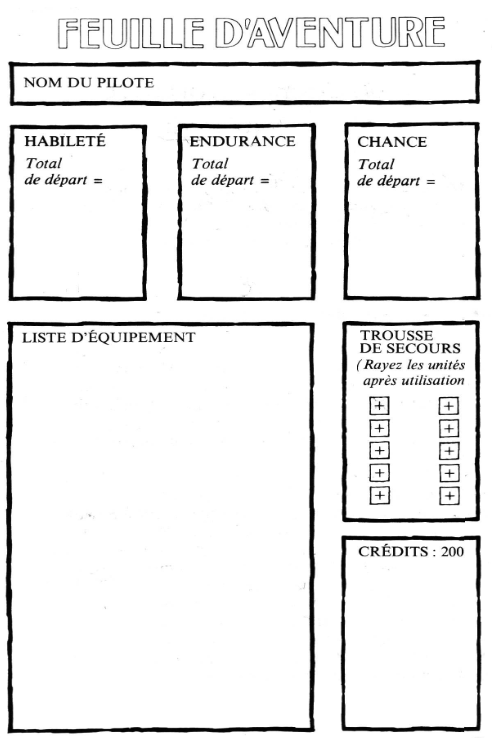 FEUILLE D'AVENTURE
NOM DU PILOTE
HABILETÉ
Total
de départ =
ENDURANCE
Total
de départ =
CHANCE
Total
de départ =
LISTE D'ÉQUIPEMENT
TROUSSE
DE SECOURS
(Rayez les unités
après utilisation
+ +
+ +
+ +
+ +
+ +
CRÉDITS : 200